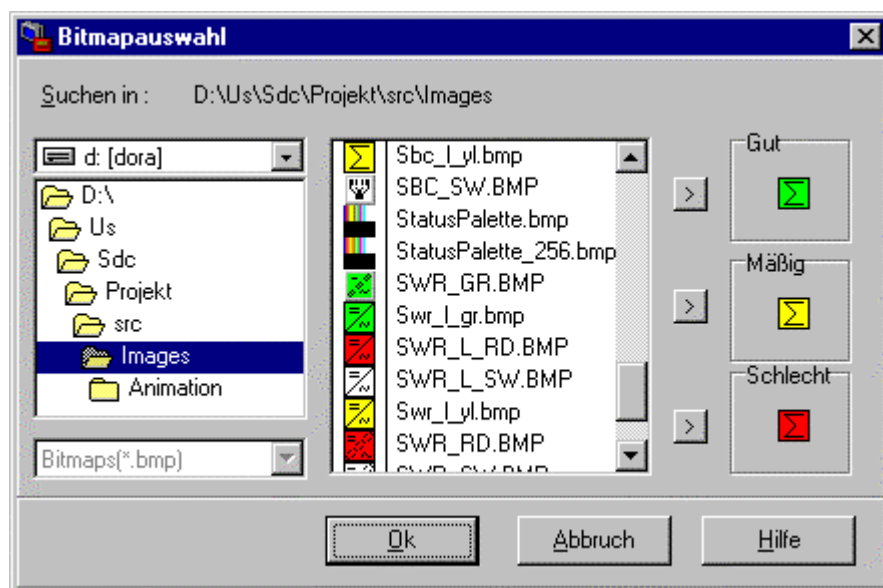 Bitmapauswahl
Suchen in :	D:\Us\Sdc\Projekt\src\Images
d: [dora]
D:\
Us
Sdc
Projekt
src
Images
Animation
Bitmaps(*.bmp)
Sbc_l_yl.bmp
SBC_SW.BMP
StatusPalette.bmp
StatusPalette_256.bmp
SWR_GR.BMP
Swr_l_gr.bmp
SWR_L_RD.BMP
SWR_L_SW.BMP
Swr_l_yl.bmp
SWR_RD.BMP
SWR_SW.BMP
>
>
>
Gut
Σ
Mäßig
Σ
Schlecht
Σ
Ok
Abbruch
Hilfe